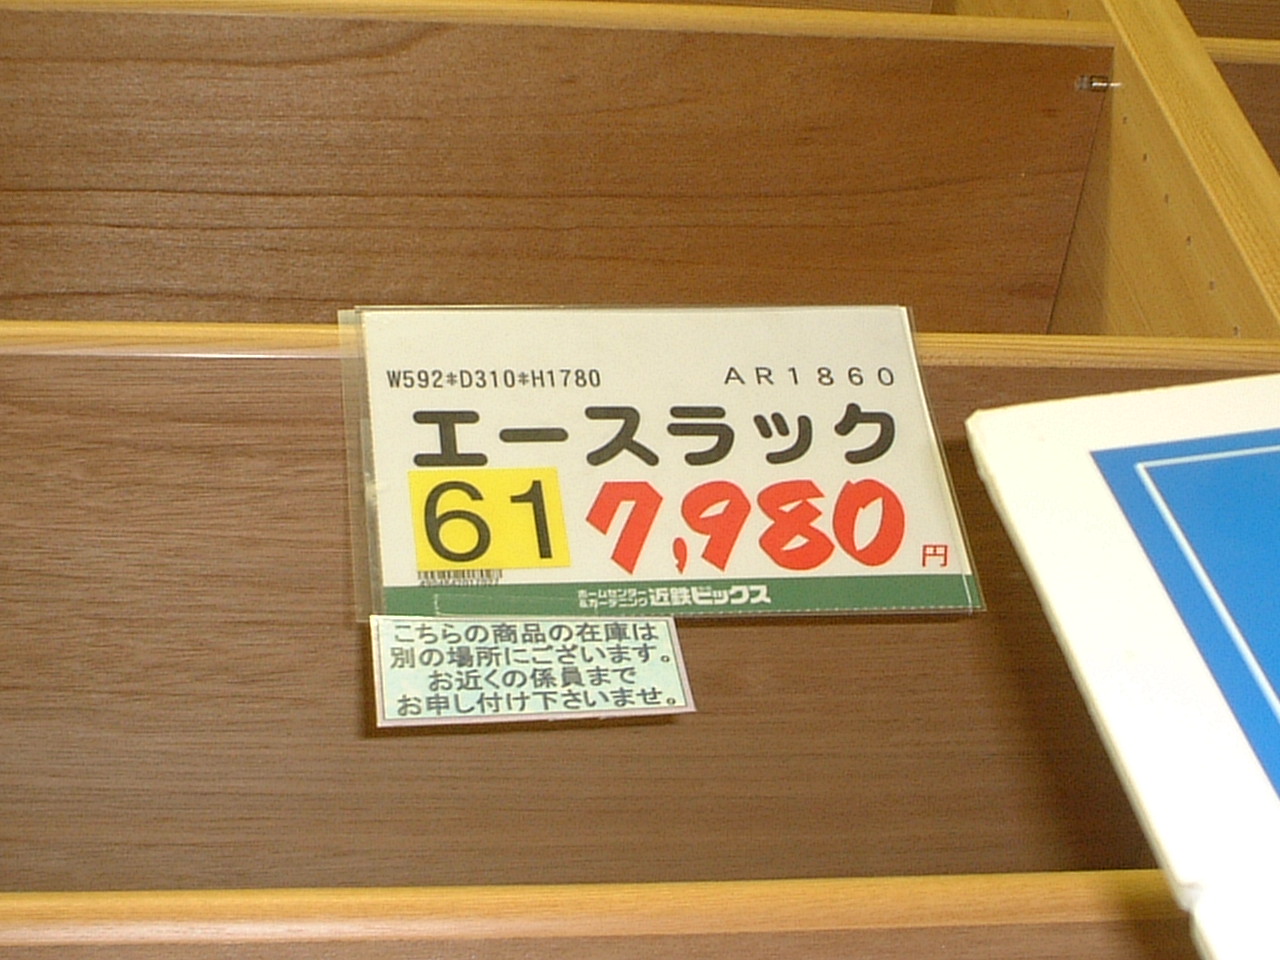 W592*D310*H1780 AR1860
エースラック
61 7,980円
ホームセンター
&ガーデニング 近鉄ビックス
こちらの商品の在庫は
別の場所にございます。
お近くの係員まで
お申し付け下さいませ。